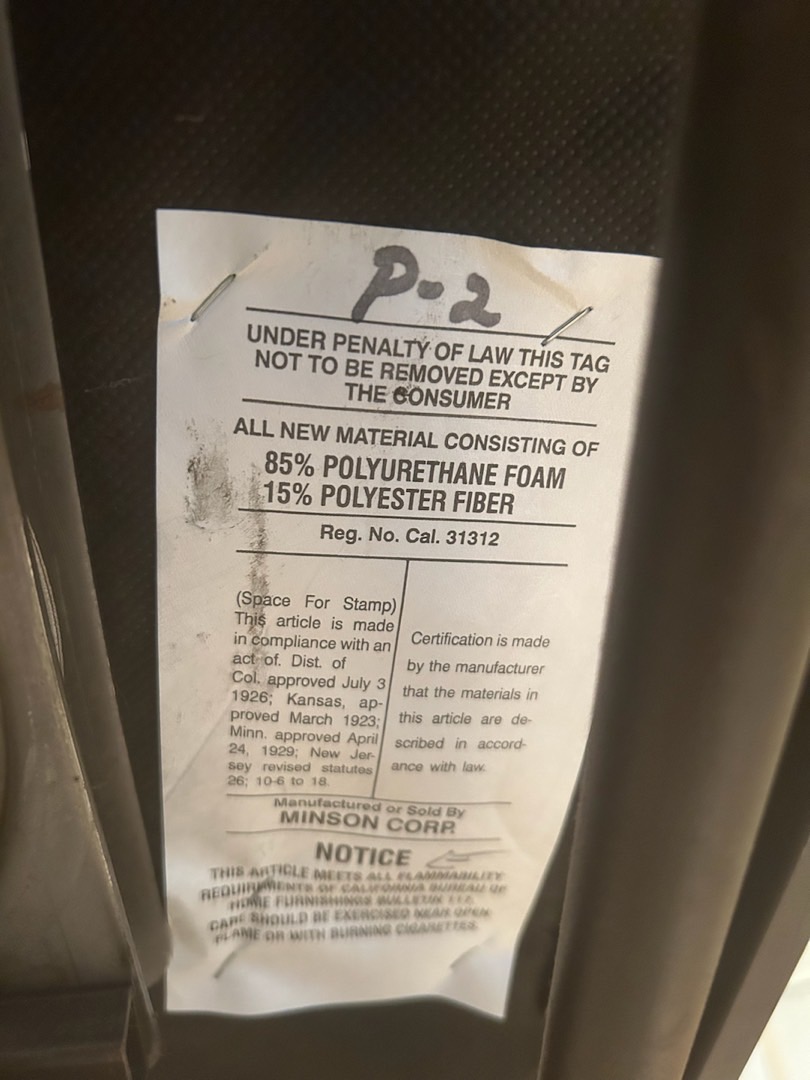 P-2
UNDER PENALTY OF LAW THIS TAG
NOT TO BE REMOVED EXCEPT BY
THE CONSUMER
ALL NEW MATERIAL CONSISTING OF
85% POLYURETHANE FOAM
15% POLYESTER FIBER
Reg. No. Cal. 31312
(Space For Stamp)
This article is made
in compliance with an
act of. Dist. of
Col. approved July 3
1926; Kansas, ap-
proved March 1923;
Minn. approved April
24, 1929; New Jer-
sey revised statutes
26; 10-6 to 18.
Certification is made
by the manufacturer
that the materials in
this article are de-
scribed in accord-
ance with law.
Manufactured or Sold By
MINSON CORP.
NOTICE
THIS ARTICLE MEETS ALL FLAMMABILITY
REQUIREMENTS OF CALIFORNIA BUREAU OF
HOME FURNISHINGS BULLETIN
CARE SHOULD BE EXERCISED NEAR OPEN
FLAME OR WITH BURNING CIGARETTES.